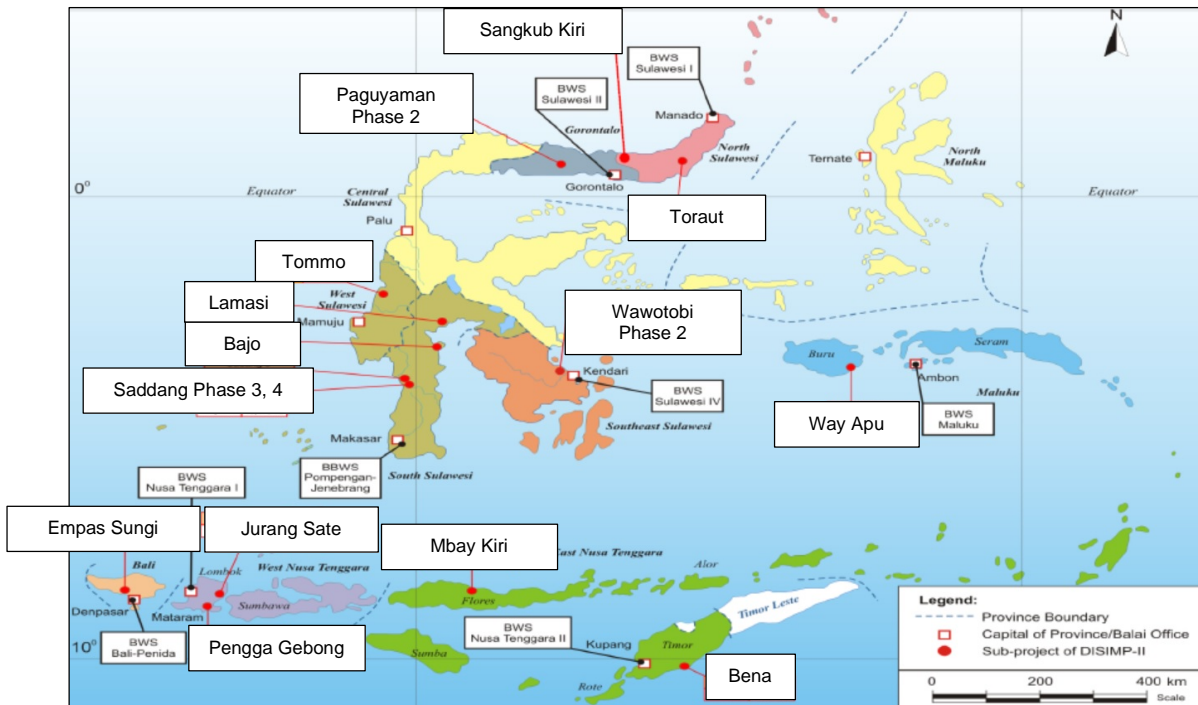 Sangkub Kiri
N
BWS
Sulawesi I
BWS
Sulawesi II
Paguyaman
Phase 2
Manado
Gorontalo
North
Sulawesi
North
Maluku
Ternate
Gorontalo
0°
Equator
Equator
Central
Sulawesi
Toraut
Palu
Tommo
West
Sulawesi
Lamasi
Mamuju
Wawotobi
Phase 2
Bajo
Buru
Seram
Saddang Phase 3, 4
Kendari
Ambon
BWS
Sulawesi IV
Maluku
Way Apu
BWS
Maluku
Southeast Sulawesi
Makasar
BBWS
Pompengan-
Jenebrang
South Sulawesi
BWS
Nusa Tenggara I
Empas Sungi
Jurang Sate
Mbay Kiri
East Nusa Tenggara
Bali
Lombok
West Nusa Tenggara
Alor
Flores
Sumbawa
Denpasar
Mataram
Timor Leste
BWS
Bali-Penida
Pengga Gebong
10°
Sumba
BWS
Nusa Tenggara II
Kupang
Timor
Bena
Rote
Legend:
Province Boundary
Capital of Province/Balai Office
Sub-project of DISIMP-II
0 200 400 km
Scale